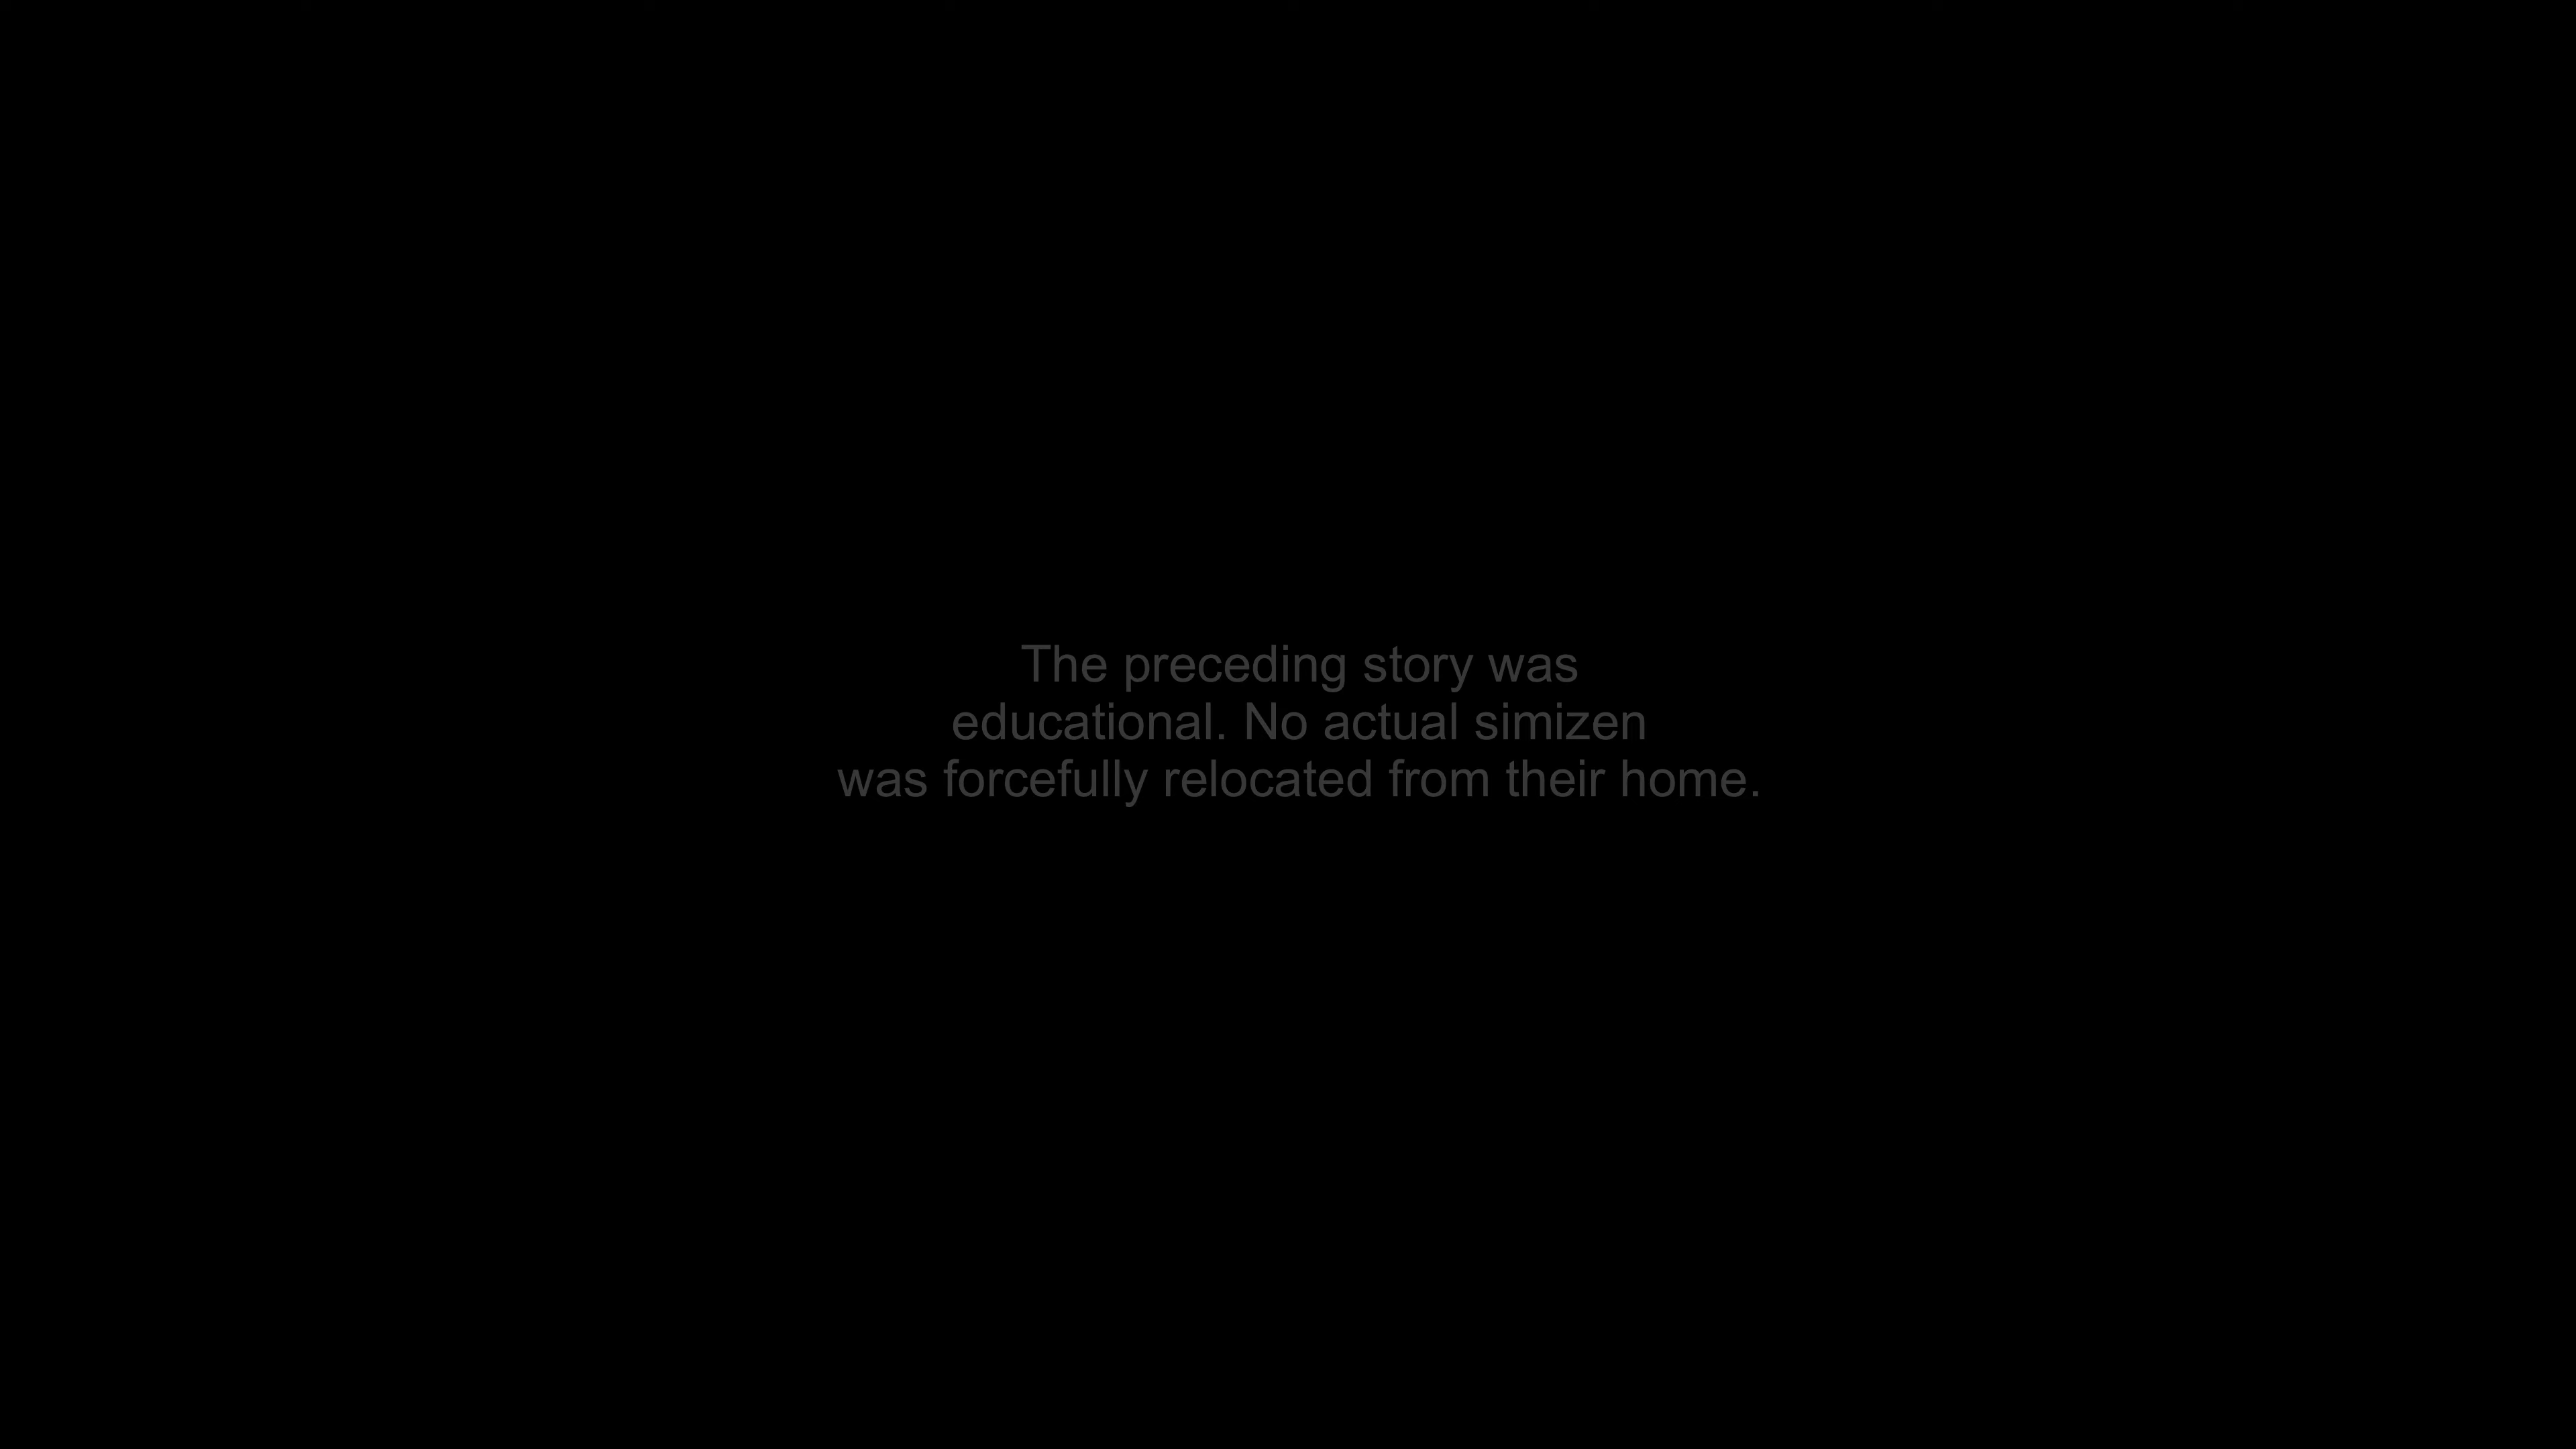 The preceding story was
educational. No actual simizen
was forcefully relocated from their home.